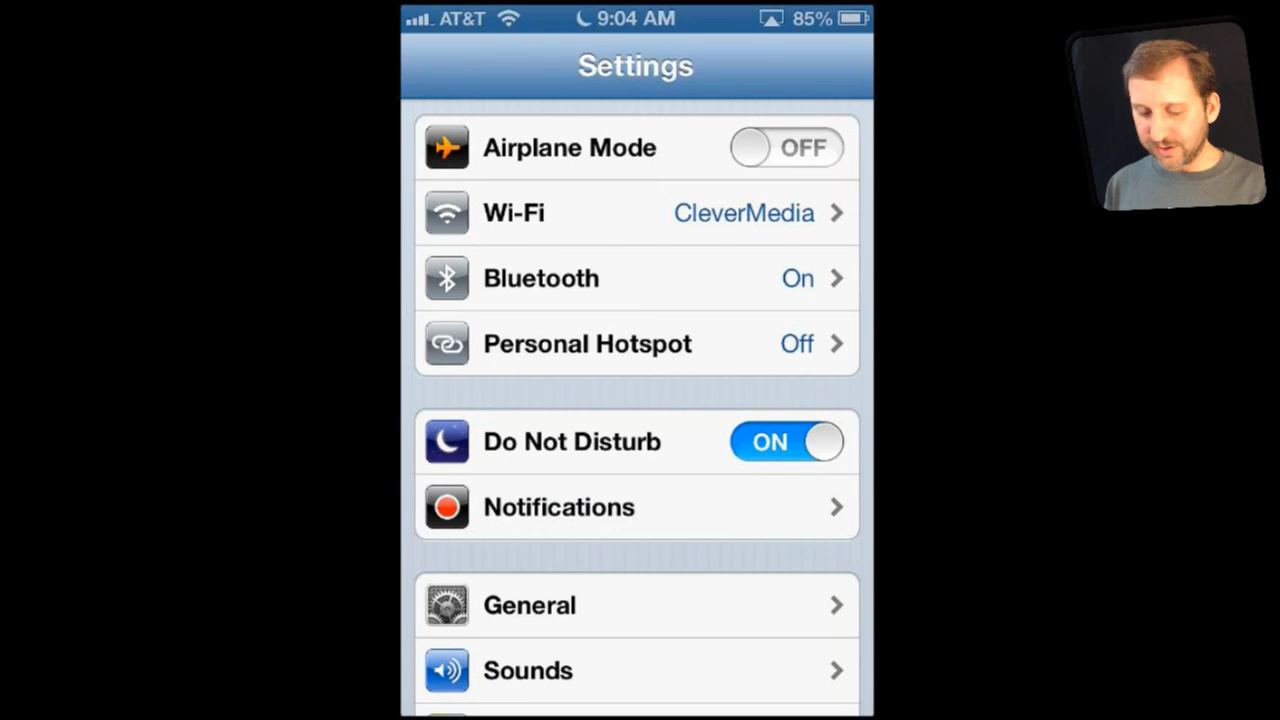 AT&T 9:04 AM 85%
Settings
Airplane Mode OFF
Wi-Fi CleverMedia
Bluetooth On
Personal Hotspot Off
Do Not Disturb ON
Notifications
General
Sounds